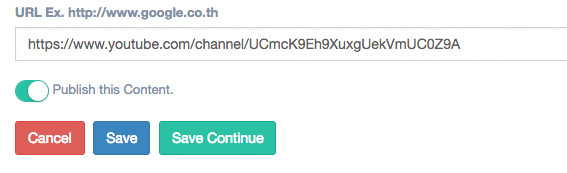 URL Ex. http://www.google.co.th
https://www.youtube.com/channel/UCmcK9Eh9XuxgUekVmUC0Z9A
Publish this Content.
Cancel Save Save Continue